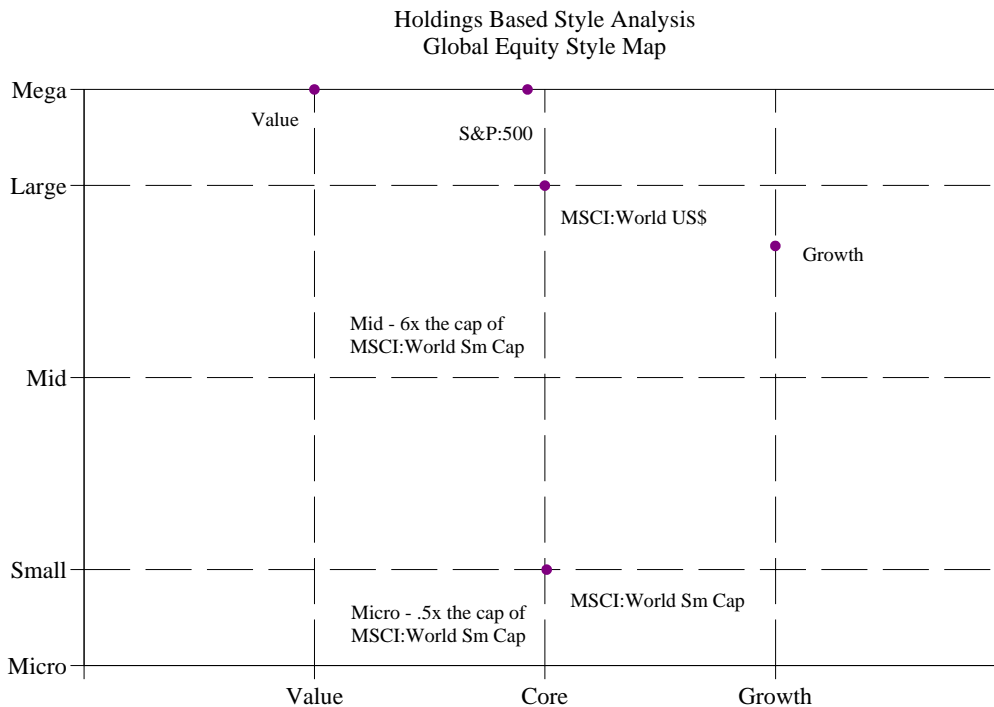 Holdings Based Style Analysis
Global Equity Style Map
Mega
Value
S&P:500
Large
MSCI:World US$
Growth
Mid - 6x the cap of
MSCI:World Sm Cap
Mid
Small
MSCI:World Sm Cap
Micro - .5x the cap of
MSCI:World Sm Cap
Micro
Value
Core
Growth